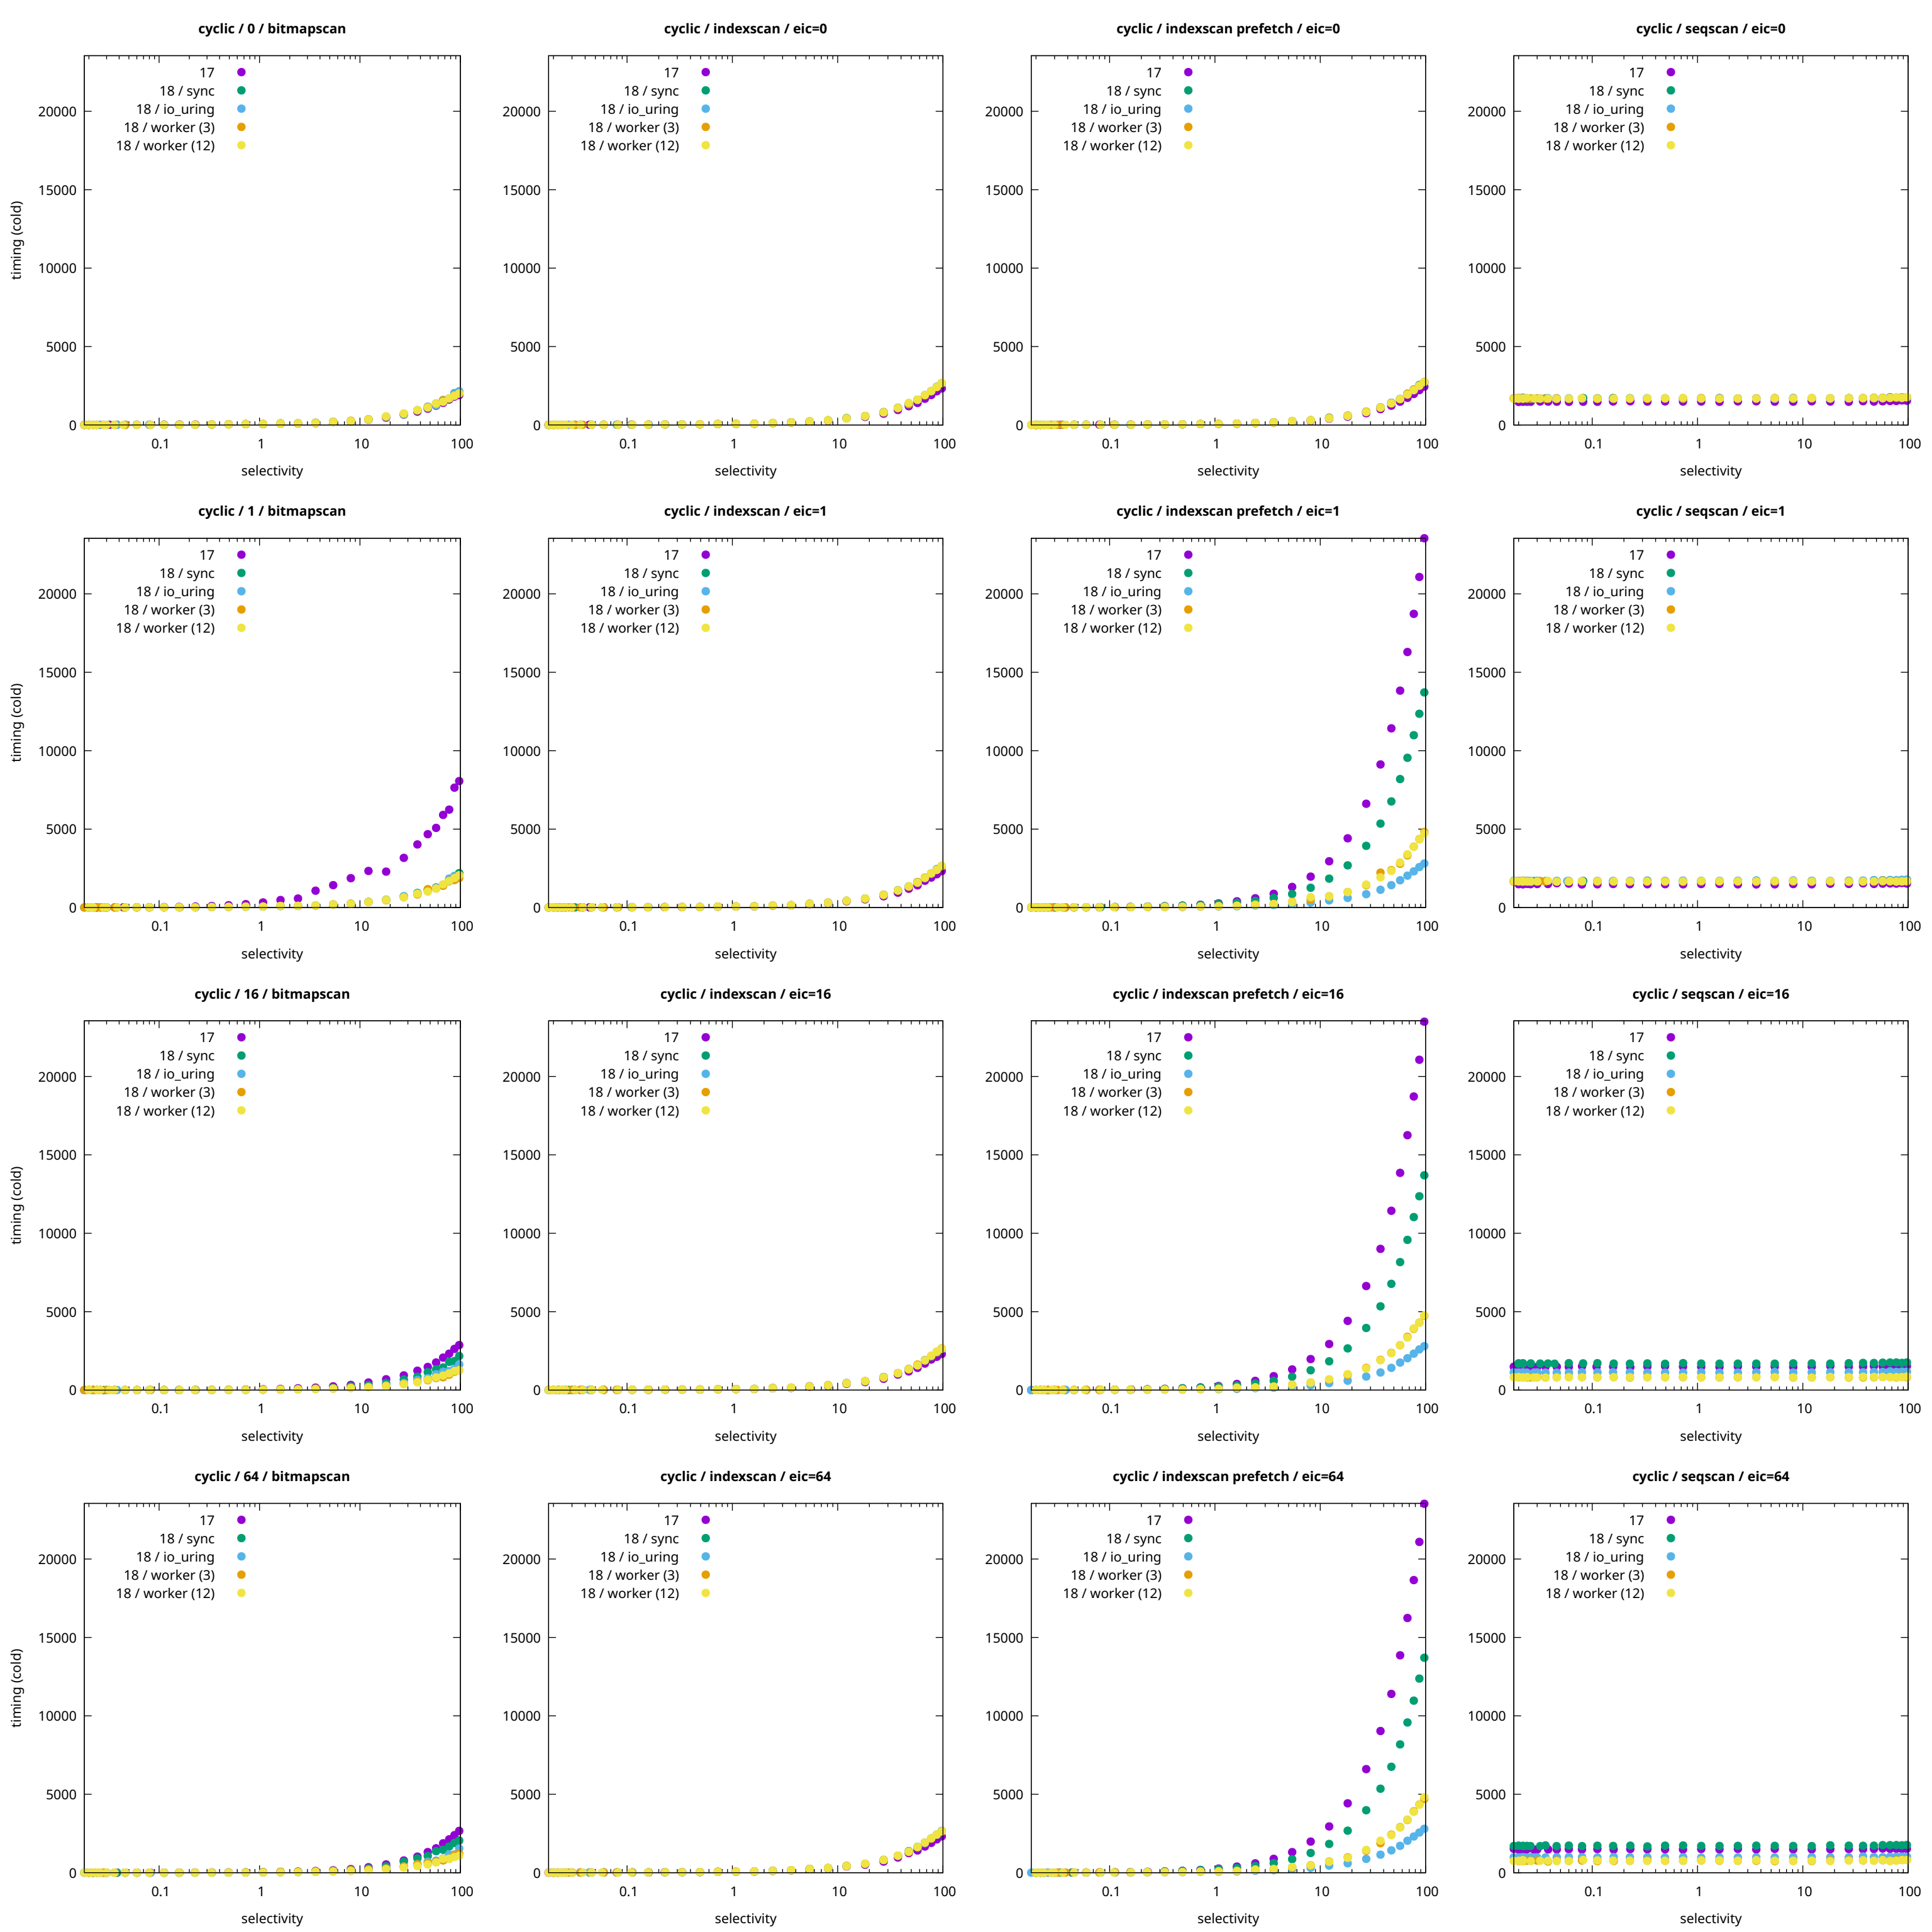 cyclic / 0 / bitmapscan
timing (cold)
17
18 / sync
18 / io_uring
18 / worker (3)
18 / worker (12)
20000
15000
10000
5000
0
0.1 1 10 100
selectivity
cyclic / indexscan / eic=0
17
18 / sync
18 / io_uring
18 / worker (3)
18 / worker (12)
20000
15000
10000
5000
0
0.1 1 10 100
selectivity
cyclic / indexscan prefetch / eic=0
17
18 / sync
18 / io_uring
18 / worker (3)
18 / worker (12)
20000
15000
10000
5000
0
0.1 1 10 100
selectivity
cyclic / seqscan / eic=0
17
18 / sync
18 / io_uring
18 / worker (3)
18 / worker (12)
20000
15000
10000
5000
0
0.1 1 10 100
selectivity
cyclic / 1 / bitmapscan
timing (cold)
17
18 / sync
18 / io_uring
18 / worker (3)
18 / worker (12)
20000
15000
10000
5000
0
0.1 1 10 100
selectivity
cyclic / indexscan / eic=1
17
18 / sync
18 / io_uring
18 / worker (3)
18 / worker (12)
20000
15000
10000
5000
0
0.1 1 10 100
selectivity
cyclic / indexscan prefetch / eic=1
17
18 / sync
18 / io_uring
18 / worker (3)
18 / worker (12)
20000
15000
10000
5000
0
0.1 1 10 100
selectivity
cyclic / seqscan / eic=1
17
18 / sync
18 / io_uring
18 / worker (3)
18 / worker (12)
20000
15000
10000
5000
0
0.1 1 10 100
selectivity
cyclic / 16 / bitmapscan
timing (cold)
17
18 / sync
18 / io_uring
18 / worker (3)
18 / worker (12)
20000
15000
10000
5000
0
0.1 1 10 100
selectivity
cyclic / indexscan / eic=16
17
18 / sync
18 / io_uring
18 / worker (3)
18 / worker (12)
20000
15000
10000
5000
0
0.1 1 10 100
selectivity
cyclic / indexscan prefetch / eic=16
17
18 / sync
18 / io_uring
18 / worker (3)
18 / worker (12)
20000
15000
10000
5000
0
0.1 1 10 100
selectivity
cyclic / seqscan / eic=16
17
18 / sync
18 / io_uring
18 / worker (3)
18 / worker (12)
20000
15000
10000
5000
0
0.1 1 10 100
selectivity
cyclic / 64 / bitmapscan
timing (cold)
17
18 / sync
18 / io_uring
18 / worker (3)
18 / worker (12)
20000
15000
10000
5000
0
0.1 1 10 100
selectivity
cyclic / indexscan / eic=64
17
18 / sync
18 / io_uring
18 / worker (3)
18 / worker (12)
20000
15000
10000
5000
0
0.1 1 10 100
selectivity
cyclic / indexscan prefetch / eic=64
17
18 / sync
18 / io_uring
18 / worker (3)
18 / worker (12)
20000
15000
10000
5000
0
0.1 1 10 100
selectivity
cyclic / seqscan / eic=64
17
18 / sync
18 / io_uring
18 / worker (3)
18 / worker (12)
20000
15000
10000
5000
0
0.1 1 10 100
selectivity